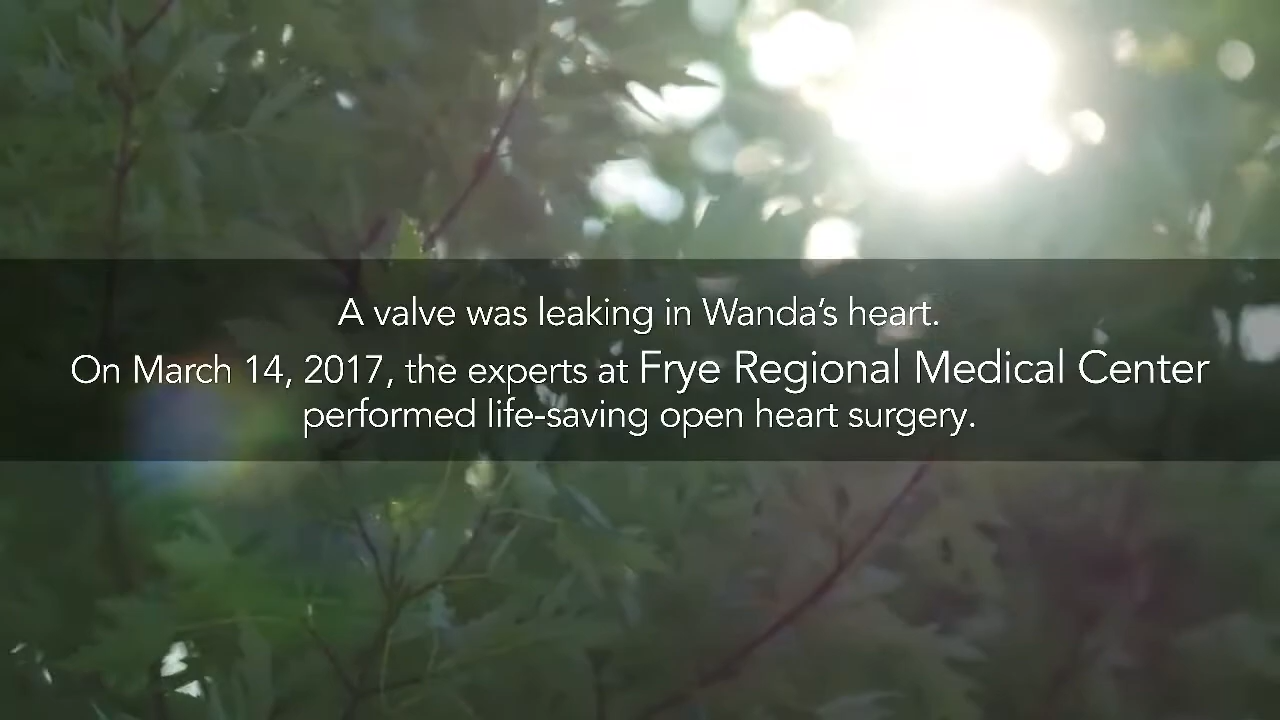 A valve was leaking in Wanda's heart.
On March 14, 2017, the experts at Frye Regional Medical Center
performed life-saving open heart surgery.